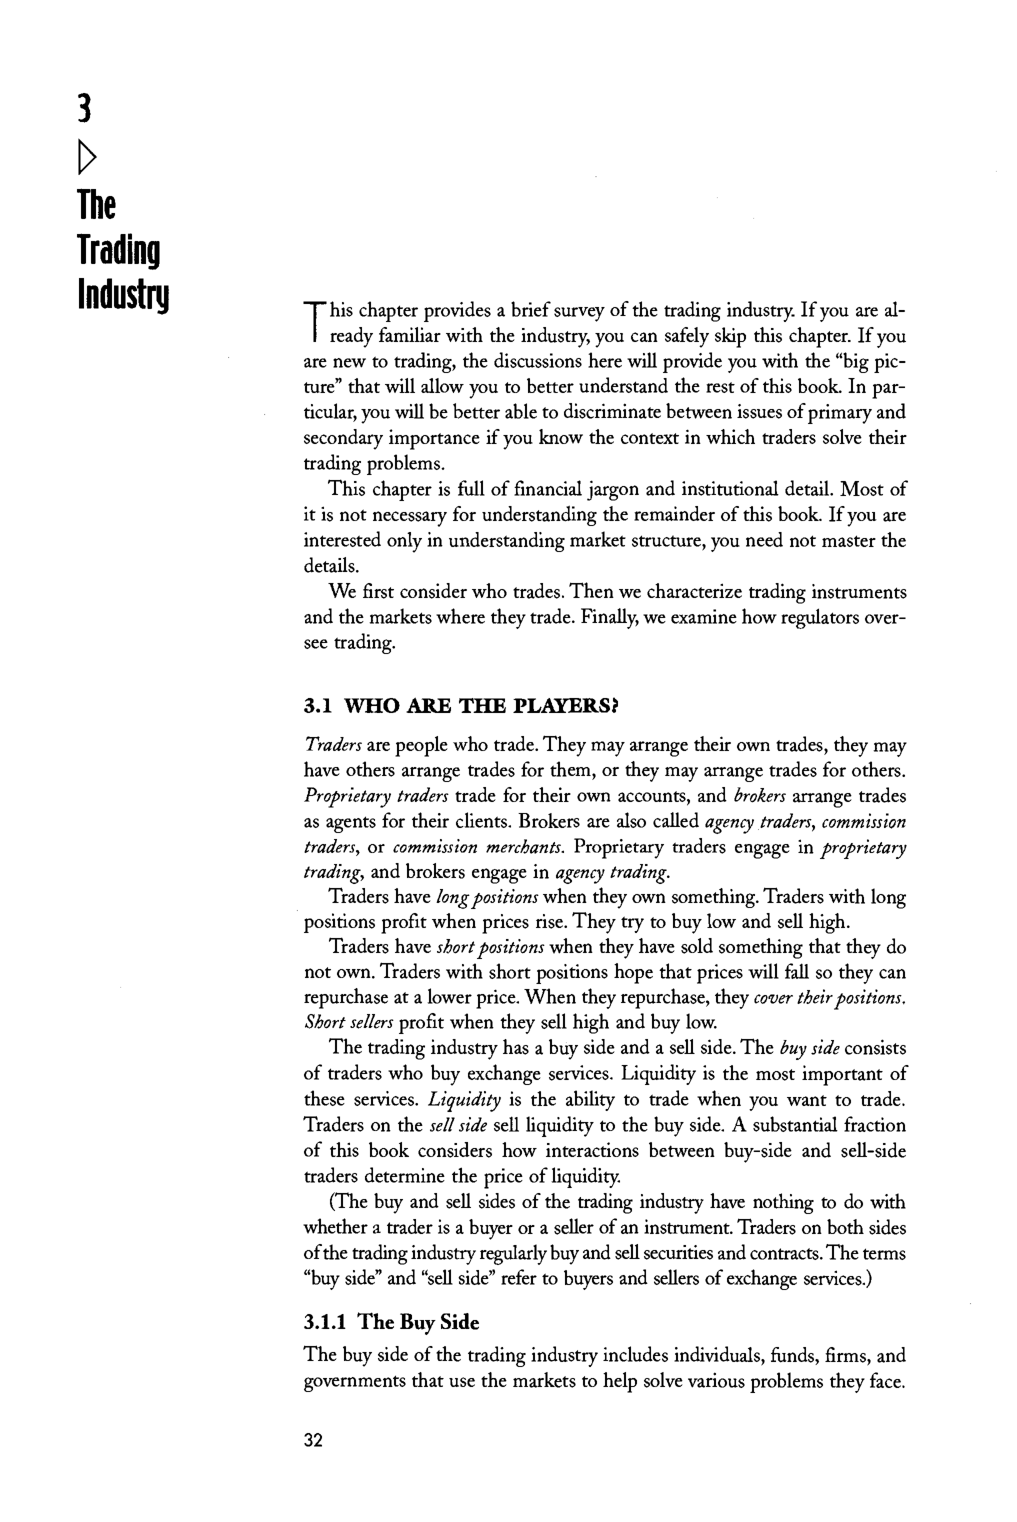 3
The
Trading
Industry
This chapter provides a brief survey of the trading industry. If you are al-
ready familiar with the industry, you can safely skip this chapter. If you
are new to trading, the discussions here will provide you with the “big pic-
ture” that will allow you to better understand the rest of this book. In par-
ticular, you will be better able to discriminate between issues of primary and
secondary importance if you know the context in which traders solve their
trading problems.
This chapter is full of financial jargon and institutional detail. Most of
it is not necessary for understanding the remainder of this book. If you are
interested only in understanding market structure, you need not master the
details.
We first consider who trades. Then we characterize trading instruments
and the markets where they trade. Finally, we examine how regulators over-
see trading.
3.1 WHO ARE THE PLAYERS?
Traders are people who trade. They may arrange their own trades, they may
have others arrange trades for them, or they may arrange trades for others.
Proprietary traders trade for their own accounts, and brokers arrange trades
as agents for their clients. Brokers are also called agency traders, commission
traders, or commission merchants. Proprietary traders engage in proprietary
trading, and brokers engage in agency trading.
Traders have long positions when they own something. Traders with long
positions profit when prices rise. They try to buy low and sell high.
Traders have short positions when they have sold something that they do
not own. Traders with short positions hope that prices will fall so they can
repurchase at a lower price. When they repurchase, they cover their positions.
Short sellers profit when they sell high and buy low.
The trading industry has a buy side and a sell side. The buy side consists
of traders who buy exchange services. Liquidity is the most important of
these services. Liquidity is the ability to trade when you want to trade.
Traders on the sell side sell liquidity to the buy side. A substantial fraction
of this book considers how interactions between buy-side and sell-side
traders determine the price of liquidity.
(The buy and sell sides of the trading industry have nothing to do with
whether a trader is a buyer or a seller of an instrument. Traders on both sides
of the trading industry regularly buy and sell securities and contracts. The terms
“buy side” and “sell side” refer to buyers and sellers of exchange services.)
3.1.1 The Buy Side
The buy side of the trading industry includes individuals, funds, firms, and
governments that use the markets to help solve various problems they face.
32